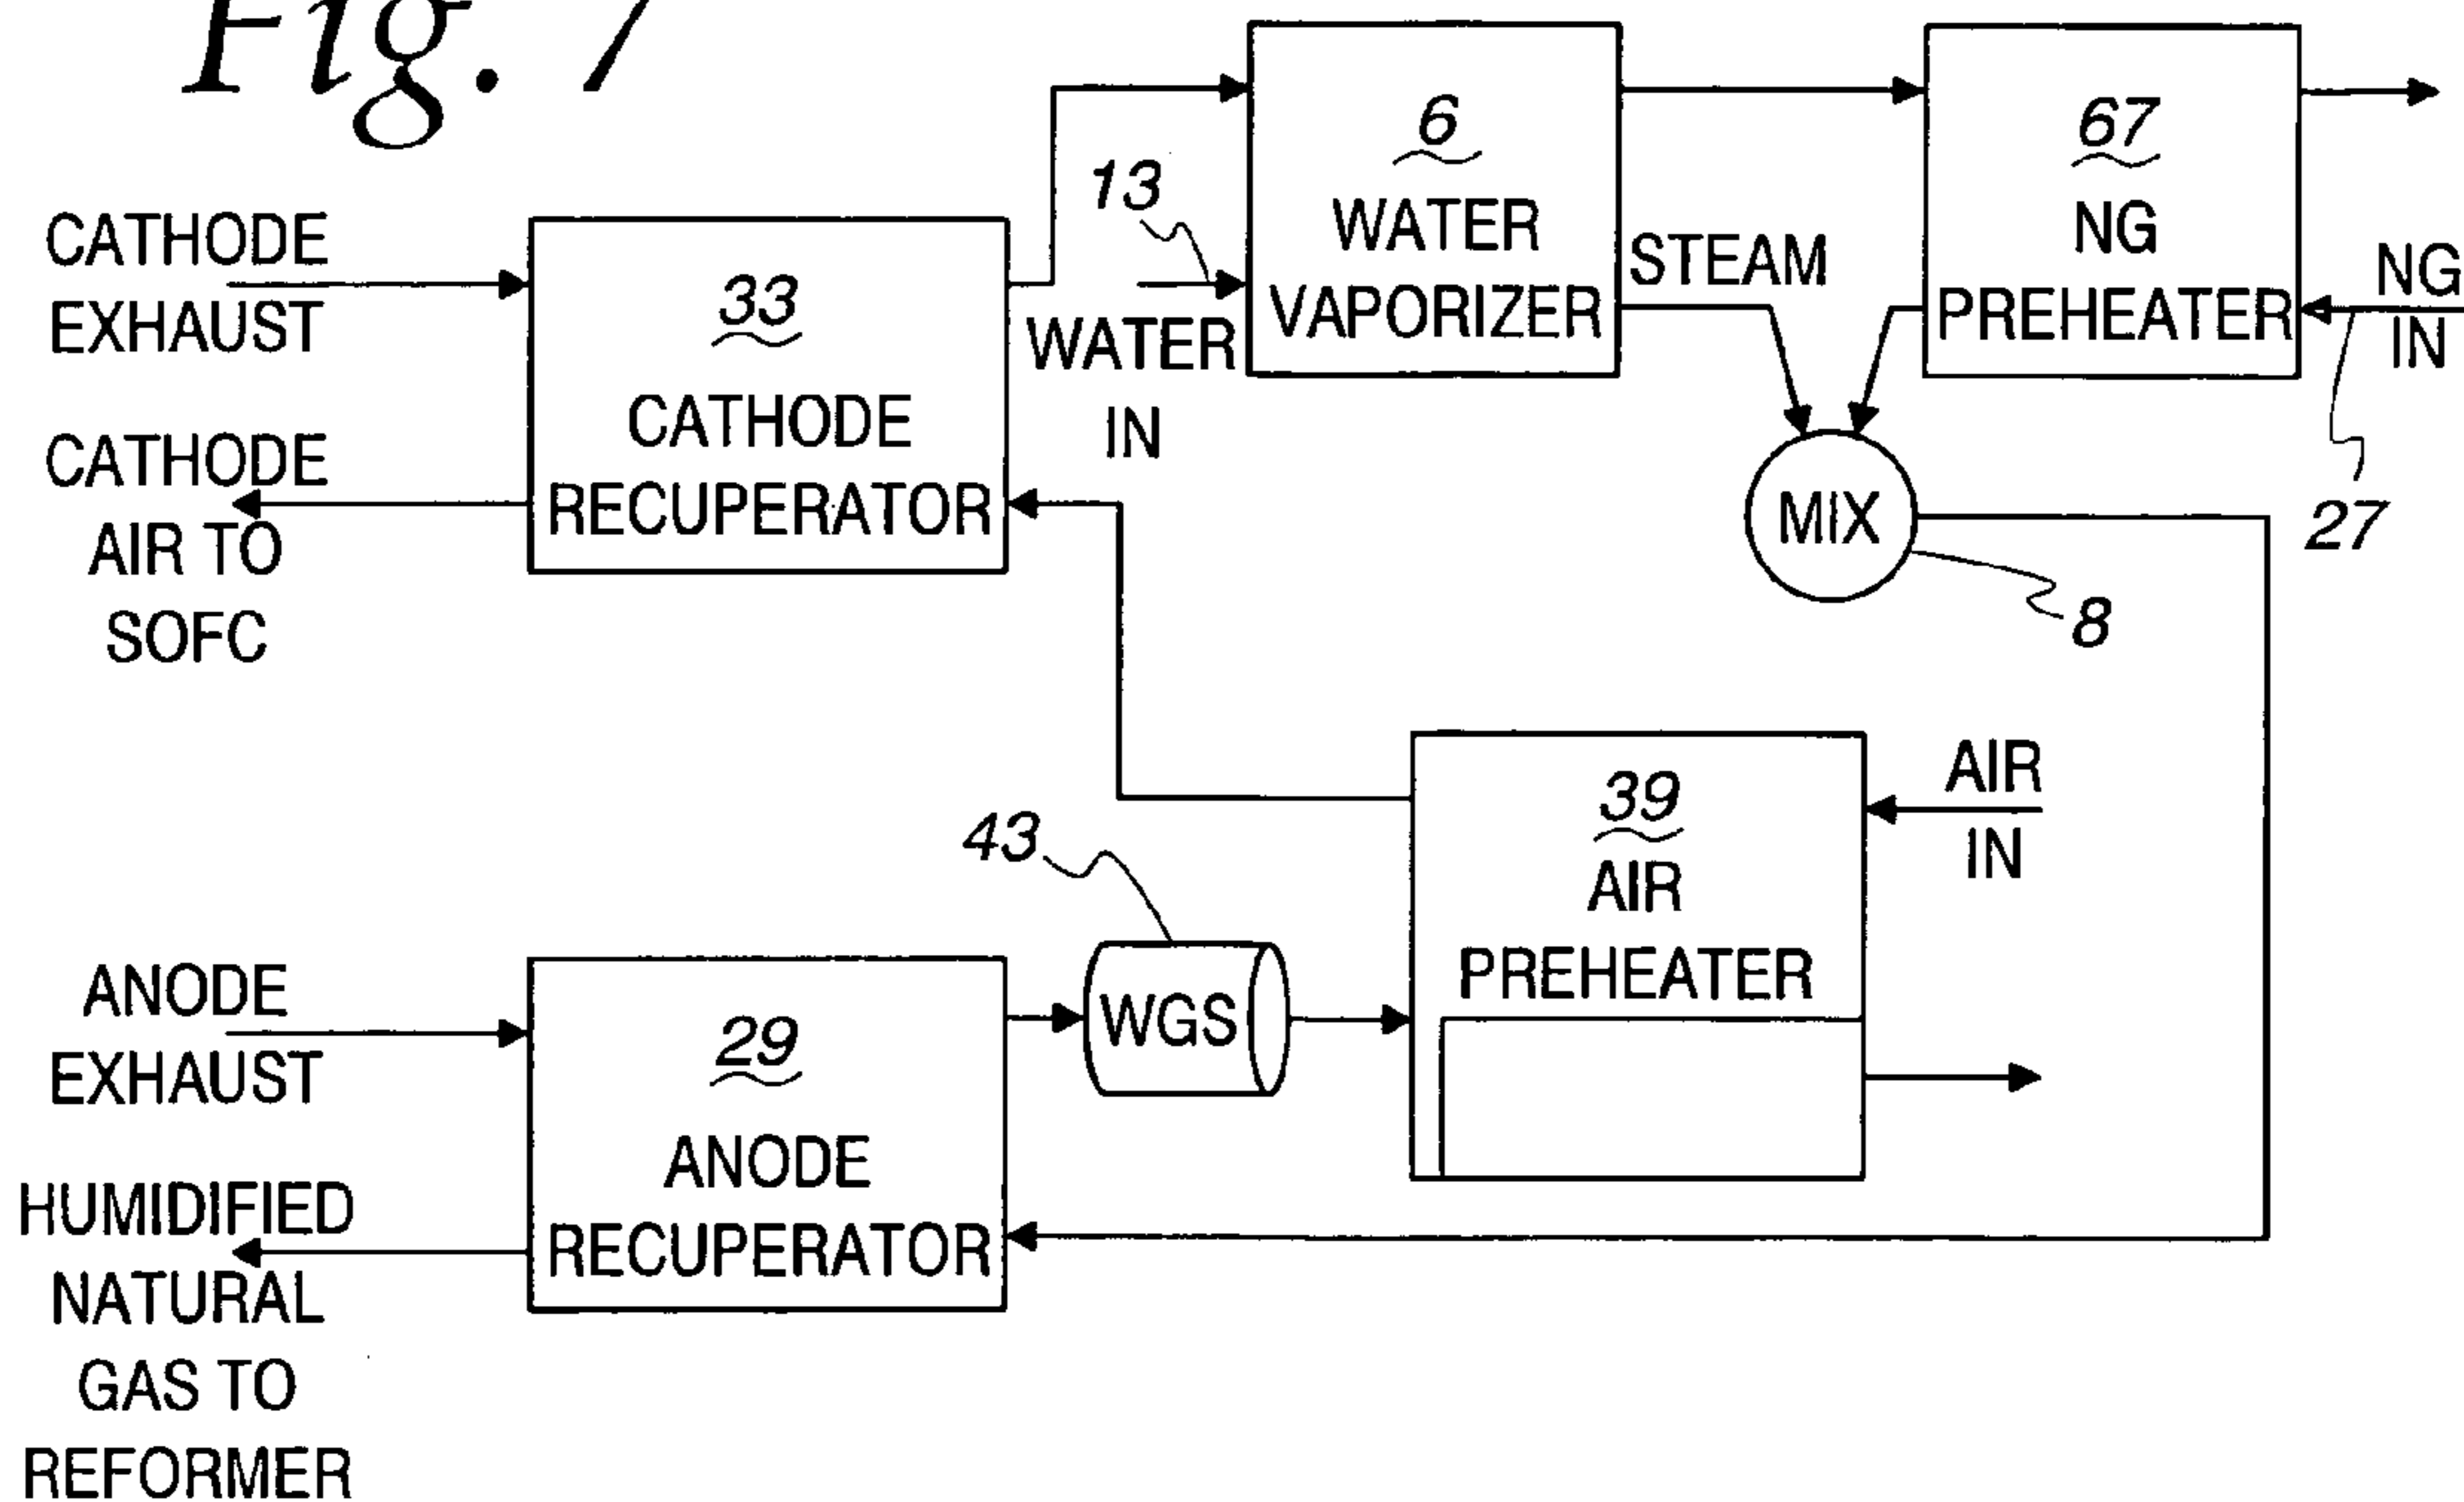 Fig. 7
6
WATER
VAPORIZER
67
NG
PREHEATER
13
WATER
IN
STEAM
NG
IN
27
CATHODE
EXHAUST
33
CATHODE
RECUPERATOR
CATHODE
AIR TO
SOFC
MIX
8
39
AIR
PREHEATER
AIR
IN
43
WGS
ANODE
EXHAUST
29
ANODE
RECUPERATOR
HUMIDIFIED
NATURAL
GAS TO
REFORMER